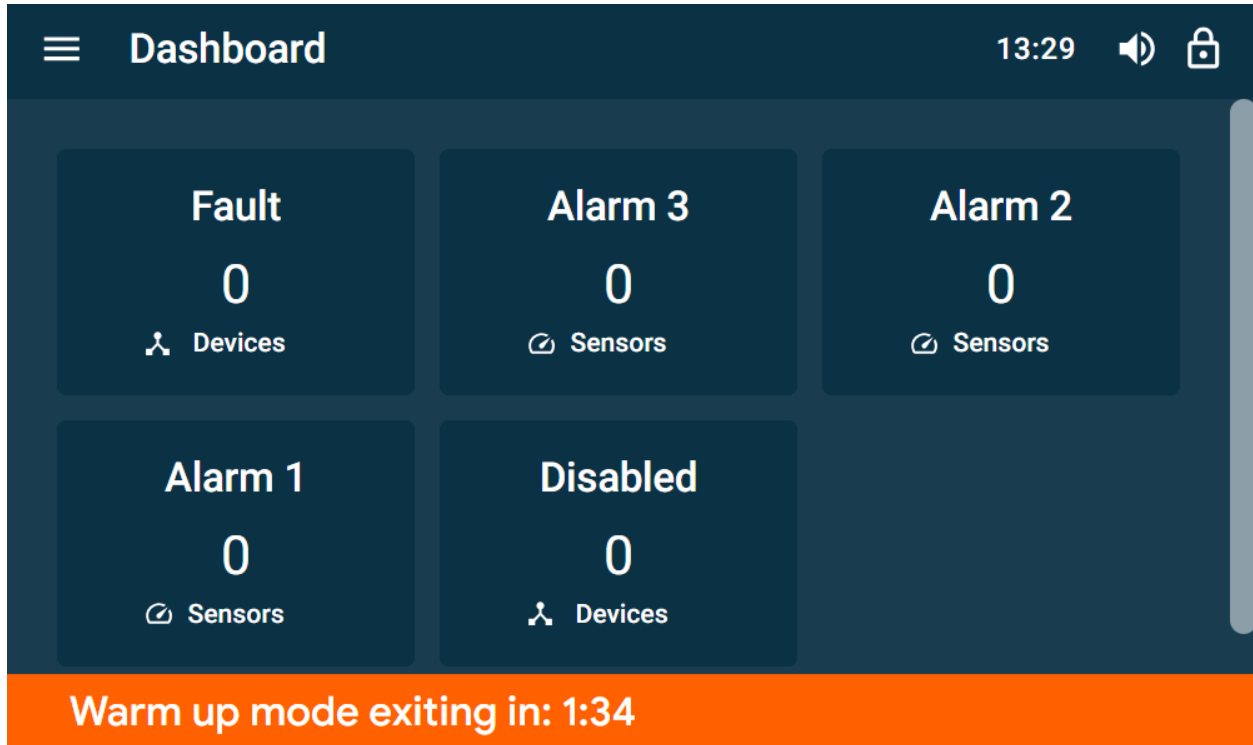 Dashboard 13:29
Fault
0
Devices
Alarm 3
0
Sensors
Alarm 2
0
Sensors
Alarm 1
0
Sensors
Disabled
0
Devices
Warm up mode exiting in: 1:34